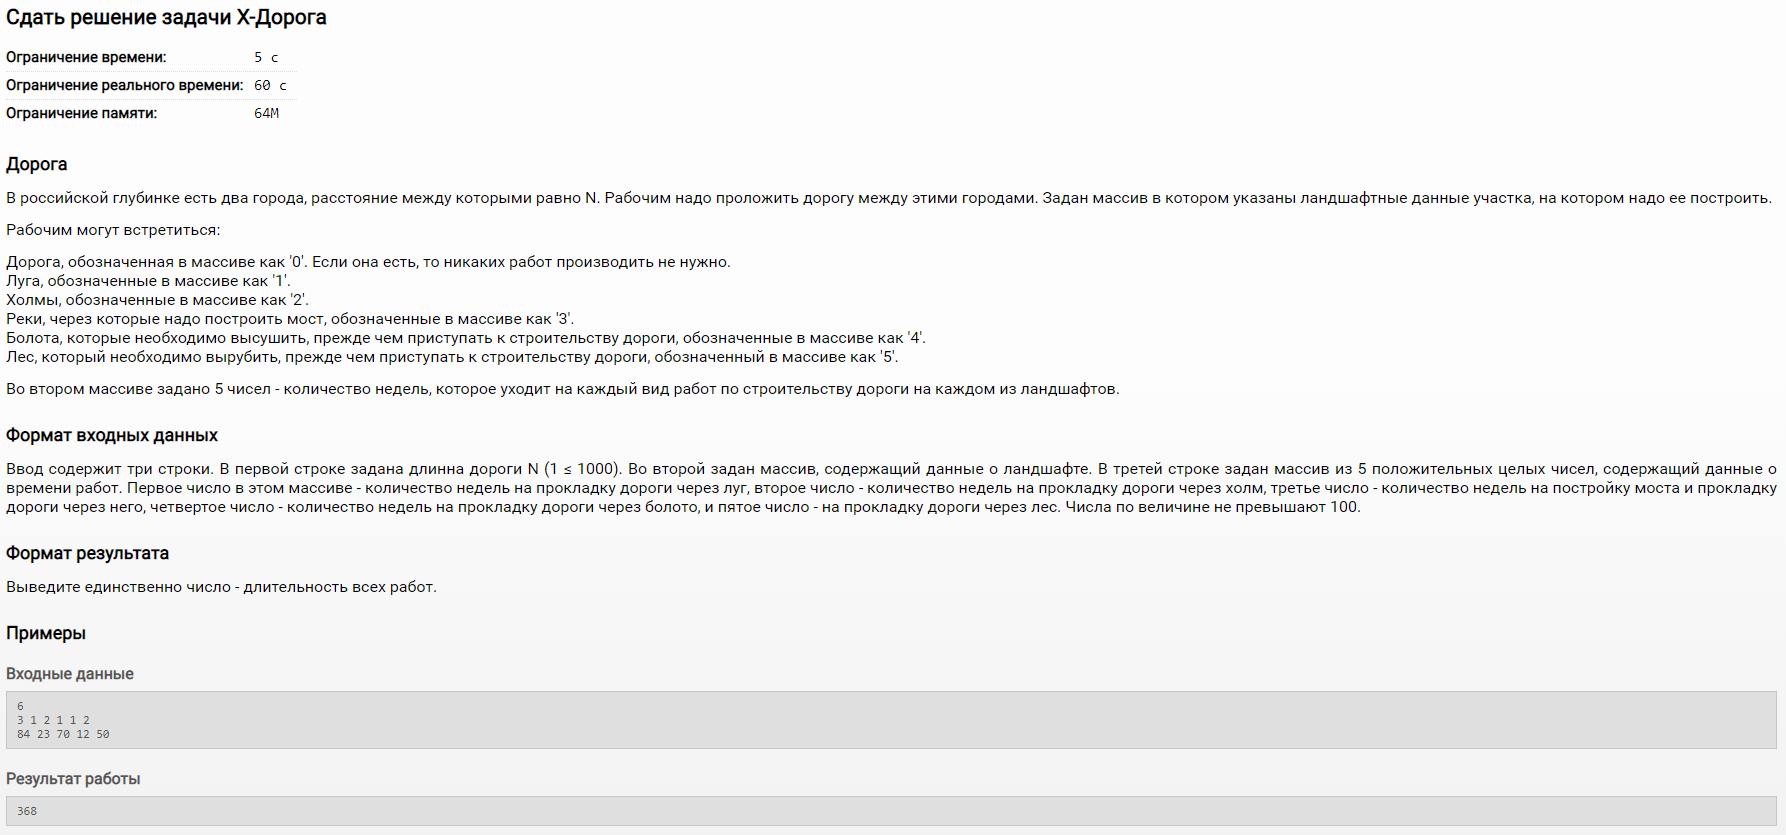 Сдать решение задачи X-Дорога
Ограничение времени: 5 с
Ограничение реального времени: 60 с
Ограничение памяти: 64M
Дорога
В российской глубинке есть два города, расстояние между которыми равно N. Рабочим надо проложить дорогу между этими городами. Задан массив в котором указаны ландшафтные данные участка, на котором надо ее построить.
Рабочим могут встретиться:
Дорога, обозначенная в массиве как '0'. Если она есть, то никаких работ производить не нужно.
Луга, обозначенные в массиве как '1'.
Холмы, обозначенные в массиве как '2'.
Реки, через которые надо построить мост, обозначенные в массиве как '3'.
Болота, которые необходимо высушить, прежде чем приступать к строительству дороги, обозначенные в массиве как '4'.
Лес, который необходимо вырубить, прежде чем приступать к строительству дороги, обозначенный в массиве как '5'.
Во втором массиве задано 5 чисел - количество недель, которое уходит на каждый вид работ по строительству дороги на каждом из ландшафтов.
Формат входных данных
Ввод содержит три строки. В первой строке задана длинна дороги N (1 ≤ 1000). Во второй задан массив, содержащий данные о ландшафте. В третей строке задан массив из 5 положительных целых чисел, содержащий данные о
времени работ. Первое число в этом массиве - количество недель на прокладку дороги через луг, второе число - количество недель на прокладку дороги через холм, третье число - количество недель на постройку моста и прокладку
дороги через него, четвертое число - количество недель на прокладку дороги через болото, и пятое число - на прокладку дороги через лес. Числа по величине не превышают 100.
Формат результата
Выведите единственно число - длительность всех работ.
Примеры
Входные данные
6
3 1 2 1 1 2
84 23 70 12 50
Результат работы
368